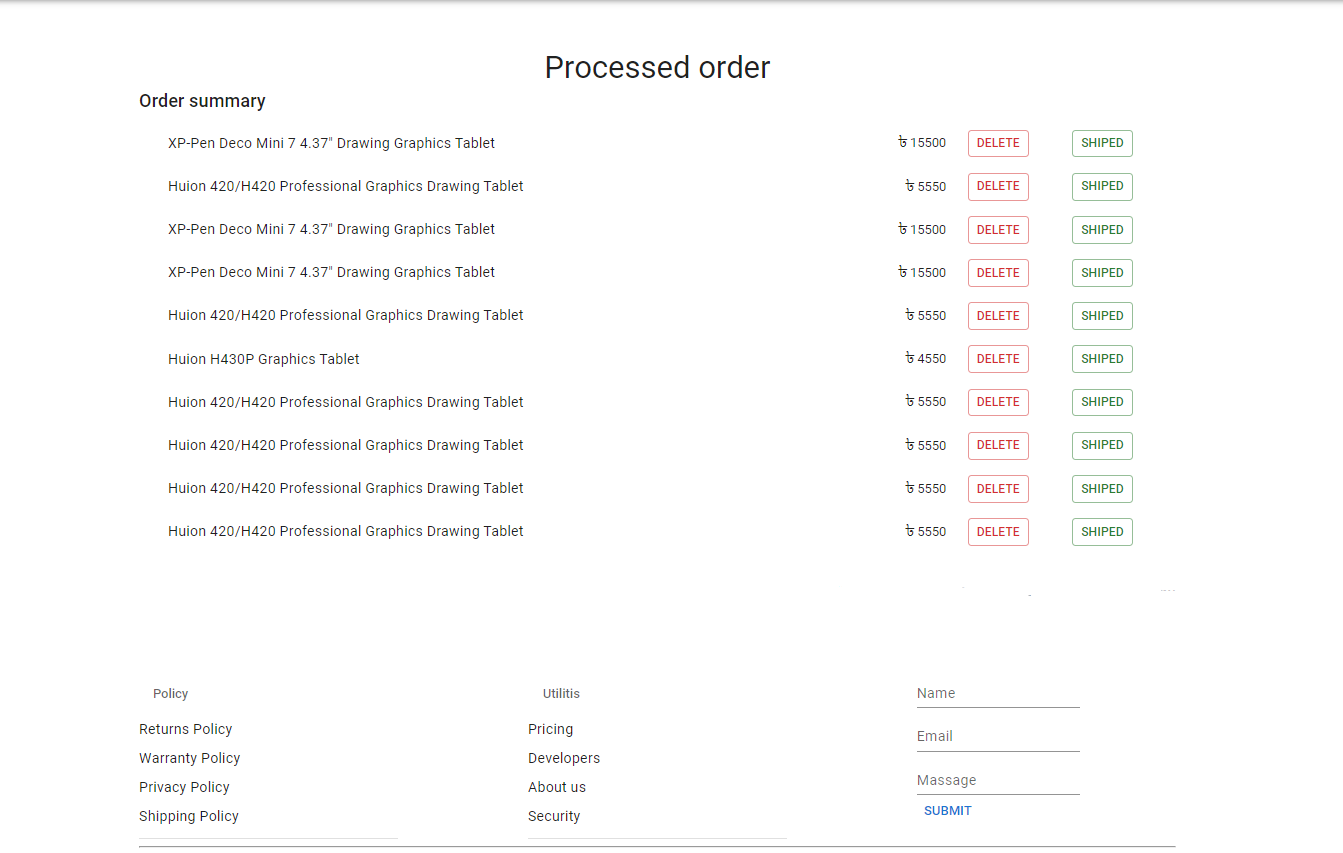 Processed order
Order summary
XP-Pen Deco Mini 7 4.37" Drawing Graphics Tablet ৳ 15500 DELETE SHIPED
Huion 420/H420 Professional Graphics Drawing Tablet ৳ 5550 DELETE SHIPED
XP-Pen Deco Mini 7 4.37" Drawing Graphics Tablet ৳ 15500 DELETE SHIPED
XP-Pen Deco Mini 7 4.37" Drawing Graphics Tablet ৳ 15500 DELETE SHIPED
Huion 420/H420 Professional Graphics Drawing Tablet ৳ 5550 DELETE SHIPED
Huion H430P Graphics Tablet ৳ 4550 DELETE SHIPED
Huion 420/H420 Professional Graphics Drawing Tablet ৳ 5550 DELETE SHIPED
Huion 420/H420 Professional Graphics Drawing Tablet ৳ 5550 DELETE SHIPED
Huion 420/H420 Professional Graphics Drawing Tablet ৳ 5550 DELETE SHIPED
Huion 420/H420 Professional Graphics Drawing Tablet ৳ 5550 DELETE SHIPED
Policy
Returns Policy
Warranty Policy
Privacy Policy
Shipping Policy
Utilitis
Pricing
Developers
About us
Security
Name
Email
Massage
SUBMIT